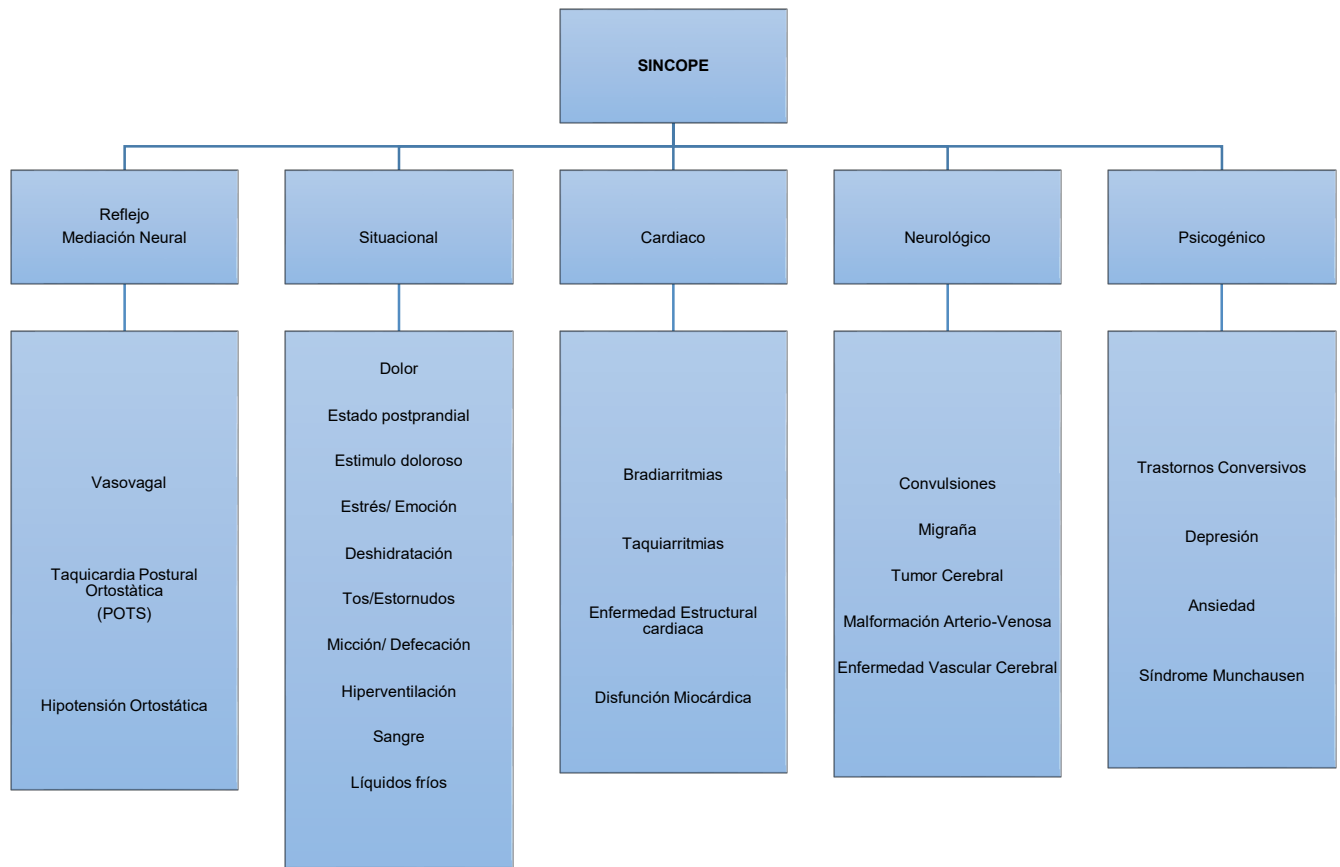 SINCOPE
Reflejo
Mediación Neural
Situacional
Cardiaco
Neurológico
Psicogénico
Vasovagal
Taquicardia Postural
Ortostàtica
(POTS)
Hipotensión Ortostática
Dolor
Estado postprandial
Estimulo doloroso
Estrés/ Emoción
Deshidratación
Tos/Estornudos
Micción/ Defecación
Hiperventilación
Sangre
Líquidos fríos
Bradiarritmias
Taquiarritmias
Enfermedad Estructural
cardiaca
Disfunción Miocárdica
Convulsiones
Migraña
Tumor Cerebral
Malformación Arterio-Venosa
Enfermedad Vascular Cerebral
Trastornos Conversivos
Depresión
Ansiedad
Síndrome Munchausen